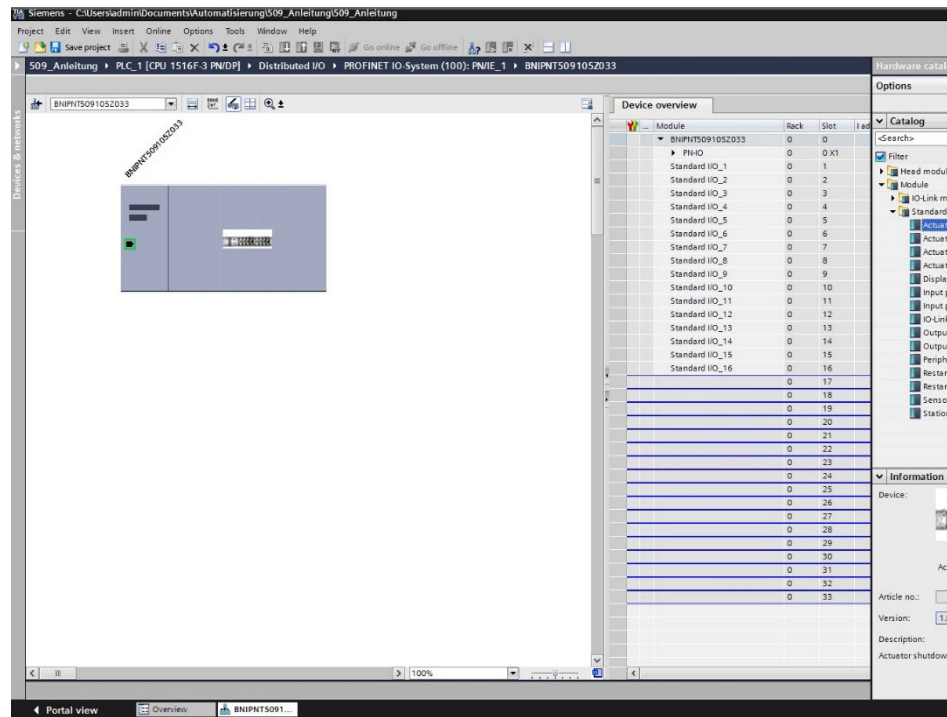 Siemens - C:\Users\admin\Documents\Automatisierung\509_Anleitung\509_Anleitung
Project Edit View Insert Online Options Tools Window Help
Save project Go online Go offline
509_Anleitung PLC_1 [CPU 1516F-3 PN/DP] Distributed I/O PROFINET IO-System (100): PN/IE_1 BNIPNT509105Z033
Hardware catal
Options
BNIPNT509105Z033
Device overview
... Module Rack Slot I ad
BNIPNT509105Z033 0 0
PN-IO 0 0 X1
Standard I/O_1 0 1
Standard I/O_2 0 2
Standard I/O_3 0 3
Standard I/O_4 0 4
Standard I/O_5 0 5
Standard I/O_6 0 6
Standard I/O_7 0 7
Standard I/O_8 0 8
Standard I/O_9 0 9
Standard I/O_10 0 10
Standard I/O_11 0 11
Standard I/O_12 0 12
Standard I/O_13 0 13
Standard I/O_14 0 14
Standard I/O_15 0 15
Standard I/O_16 0 16
0 17
0 18
0 19
0 20
0 21
0 22
0 23
0 24
0 25
0 26
0 27
0 28
0 29
0 30
0 31
0 32
0 33
BNIPNT509105Z033
Devices & networks
Catalog
<Search>
Filter
Head modul
Module
IO-Link m
Standard
Actuat
Actuat
Actuat
Actuat
Displa
Input p
Input p
IO-Link
Outpu
Outpu
Periph
Restar
Restar
Senso
Statio
Information
Device:
Ac
Article no.:
Version: 1.
Description:
Actuator shutdow
100%
Portal view Overview BNIPNT5091...